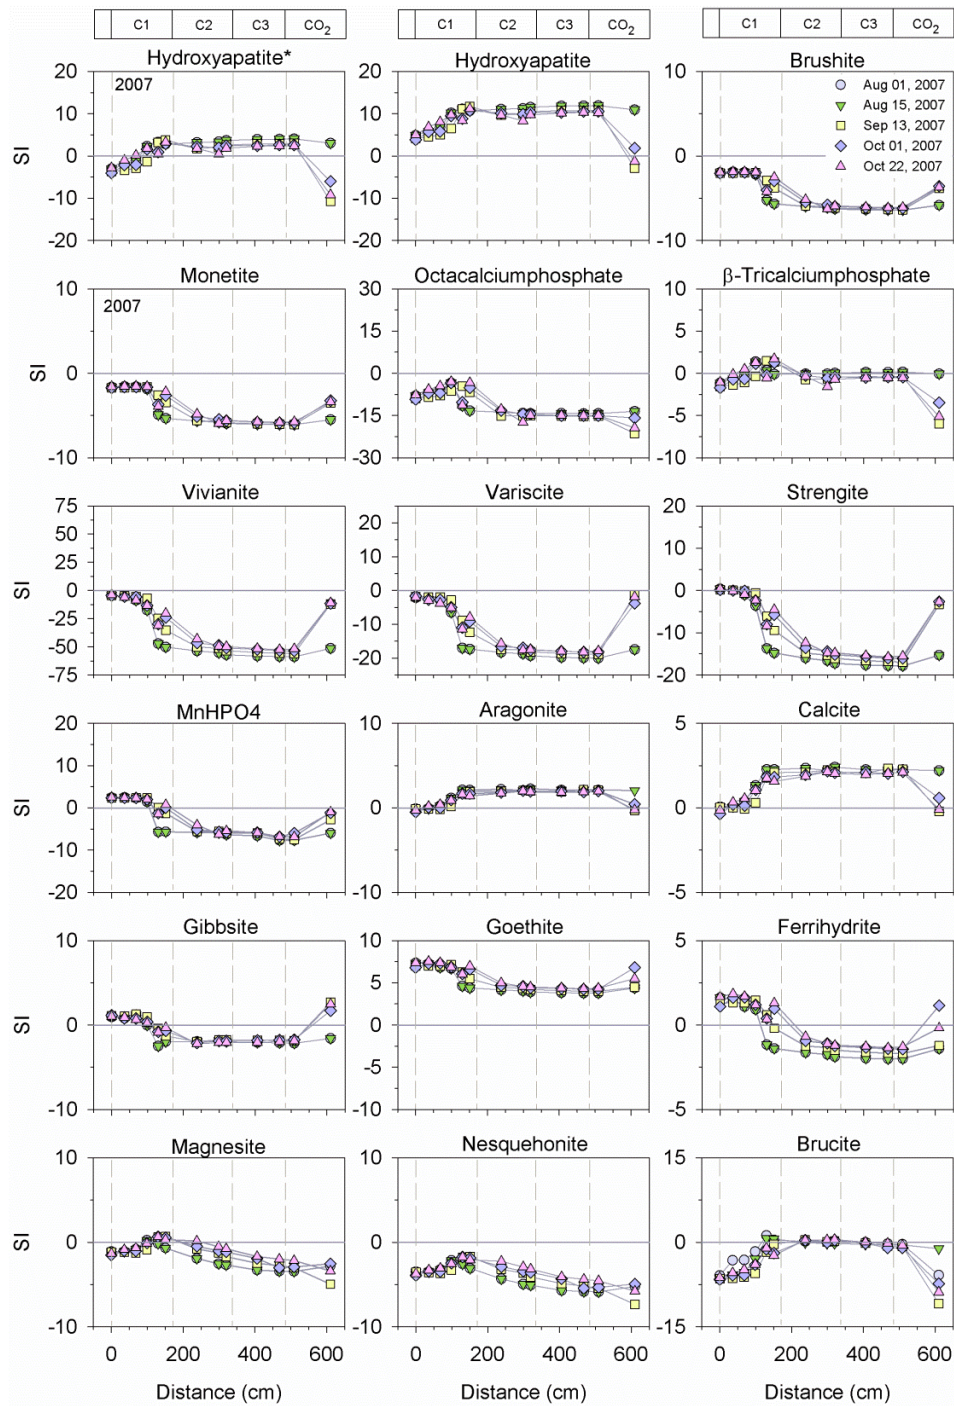 C1 C2 C3 CO2 C1 C2 C3 CO2 C1 C2 C3 CO2
Hydroxyapatite* Hydroxyapatite Brushite
20 20 10
2007
10 10
0 0 0
-10 -10
-20 -20 -10
SI
Aug 01, 2007
Aug 15, 2007
Sep 13, 2007
Oct 01, 2007
Oct 22, 2007
Monetite Octacalciumphosphate β-Tricalciumphosphate
10 30 10
2007
15 5
0 0 0
-15 -5
-10 -30 -10
SI
Vivianite Variscite Strengite
75 20 20
50 10 10
25
0 0 0
-25
-50 -10 -10
-75 -20 -20
SI
MnHPO4 Aragonite Calcite
20 10 5
10
0 0 0
-10
-20 -10 -5
SI
Gibbsite Goethite Ferrihydrite
10 10 5
5
0 0 0
-10 -10 -5
SI
Magnesite Nesquehonite Brucite
10 10 15
0 0 0
-10 -10 -15
SI
0 200 400 600 0 200 400 600 0 200 400 600
Distance (cm) Distance (cm) Distance (cm)